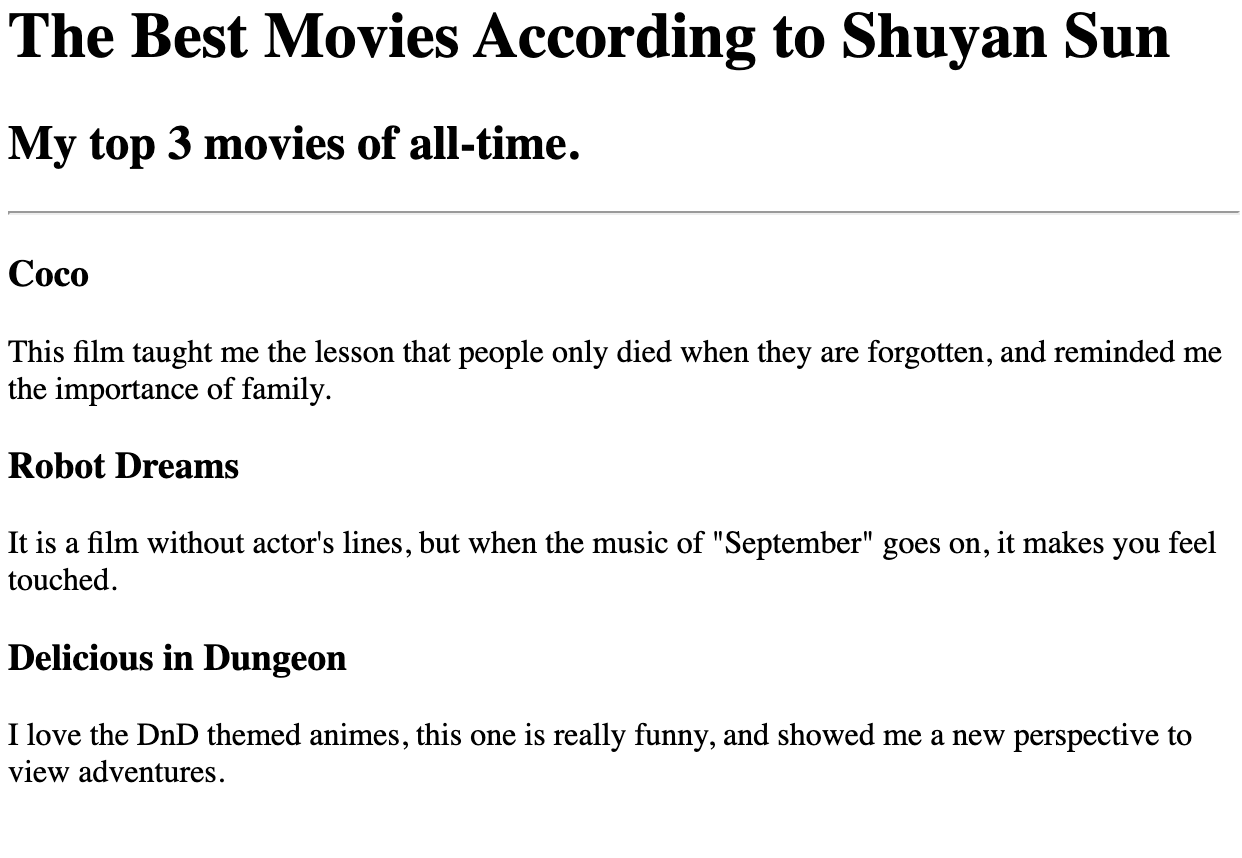 The Best Movies According to Shuyan Sun
My top 3 movies of all-time.
Coco
This film taught me the lesson that people only died when they are forgotten, and reminded me
the importance of family.
Robot Dreams
It is a film without actor's lines, but when the music of "September" goes on, it makes you feel
touched.
Delicious in Dungeon
I love the DnD themed animes, this one is really funny, and showed me a new perspective to
view adventures.